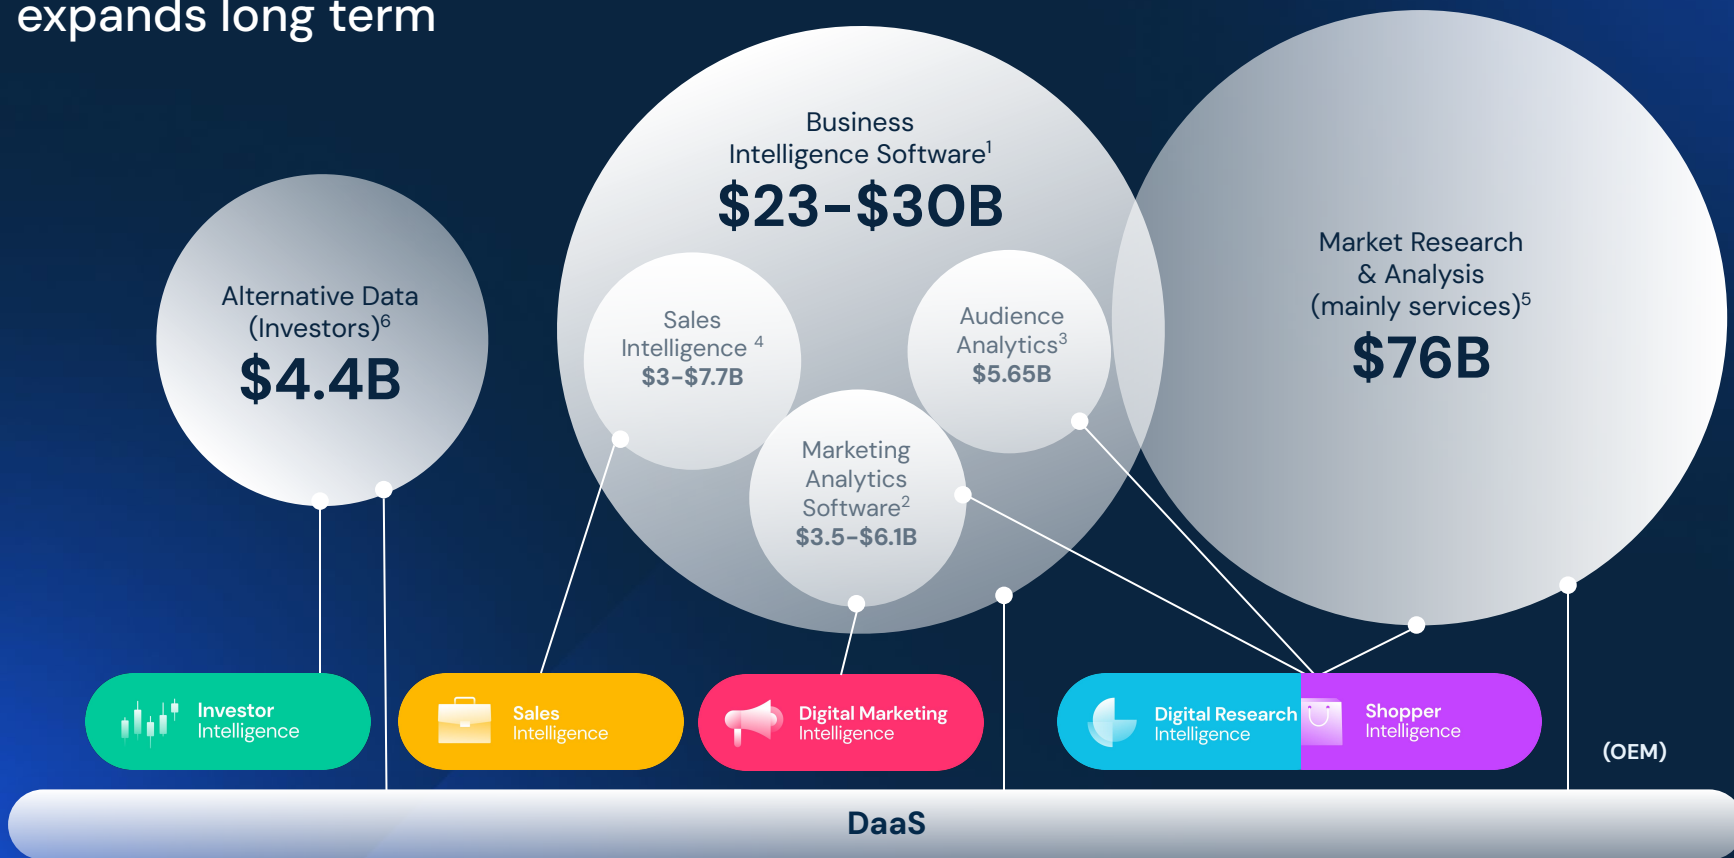 expands long term
Business
Intelligence Software1
$23–$30B
Alternative Data
(Investors)6
$4.4B
Sales
Intelligence 4
$3–$7.7B
Audience
Analytics3
$5.65B
Marketing
Analytics
Software2
$3.5–$6.1B
Market Research
& Analysis
(mainly services)5
$76B
Investor
Intelligence
Sales
Intelligence
Digital Marketing
Intelligence
Digital Research
Intelligence
Shopper
Intelligence
(OEM)
DaaS